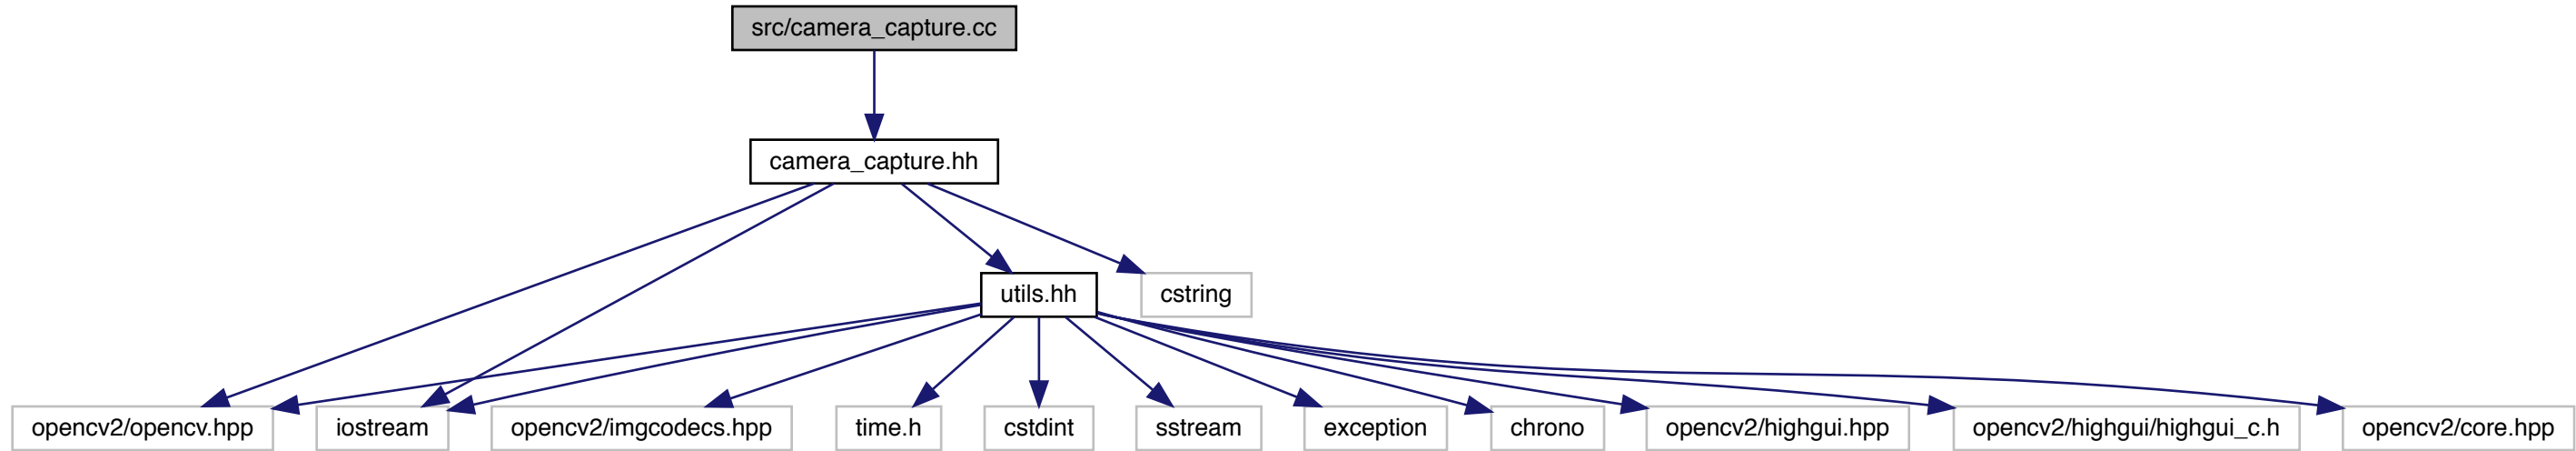 src/camera_capture.cc
camera_capture.hh
utils.hh
cstring
opencv2/opencv.hpp
iostream
opencv2/imgcodecs.hpp
time.h
cstdint
sstream
exception
chrono
opencv2/highgui.hpp
opencv2/highgui/highgui_c.h
opencv2/core.hpp